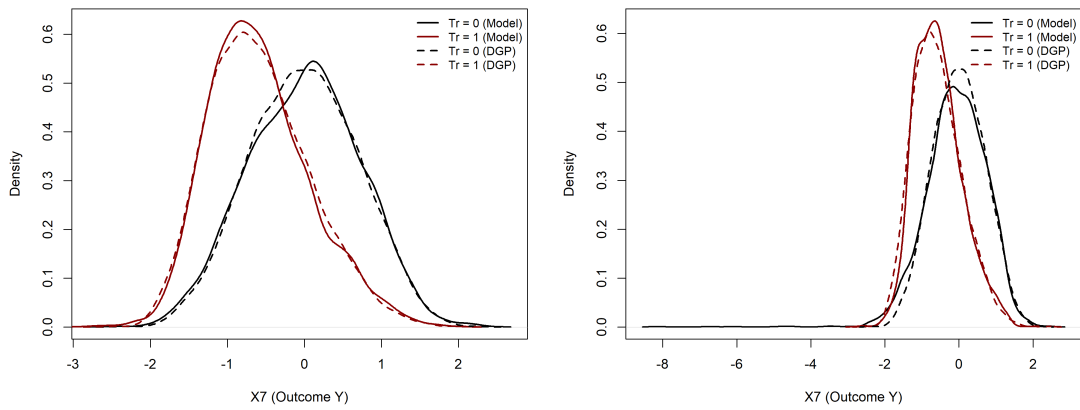 Tr = 0 (Model)
Tr = 1 (Model)
Tr = 0 (DGP)
Tr = 1 (DGP)
0.6
0.5
0.4
0.3
0.2
0.1
0.0
Density
-3
-2
-1
0
1
2
X7 (Outcome Y)
Tr = 0 (Model)
Tr = 1 (Model)
Tr = 0 (DGP)
Tr = 1 (DGP)
0.6
0.5
0.4
0.3
0.2
0.1
0.0
Density
-8
-6
-4
-2
0
2
X7 (Outcome Y)